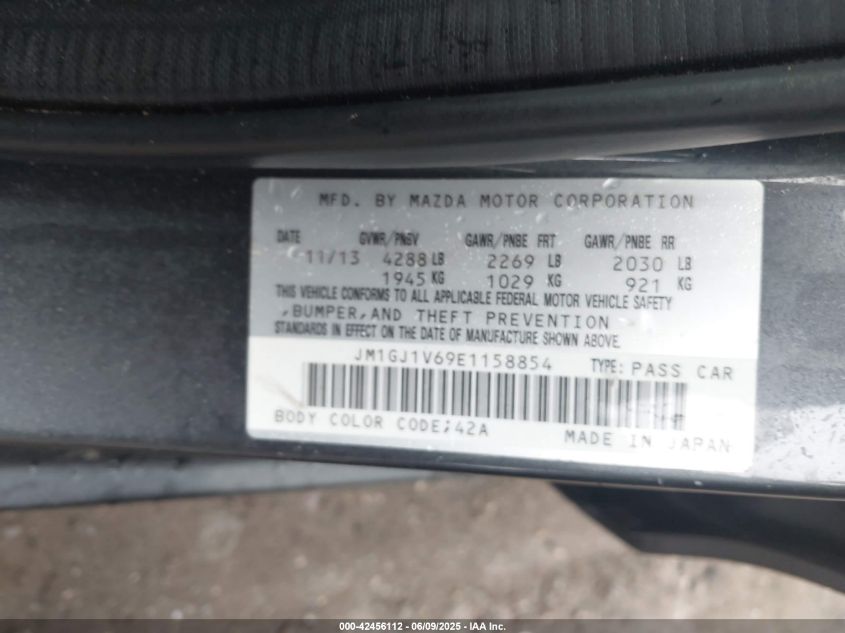 MFD. BY MAZDA MOTOR CORPORATION
DATE GVWR/PNBV GAWR/PNBE FRT GAWR/PNBE RR
11/13 4288 LB 2269 LB 2030 LB
1945 KG 1029 KG 921 KG
THIS VEHICLE CONFORMS TO ALL APPLICABLE FEDERAL MOTOR VEHICLE SAFETY
,BUMPER,AND THEFT PREVENTION
STANDARDS IN EFFECT ON THE DATE OF MANUFACTURE SHOWN ABOVE.
JM1GJ1V69E1158854 TYPE: PASS CAR
BODY COLOR CODE:42A
MADE IN JAPAN
000-42456112 - 06/09/2025 - IAA Inc.